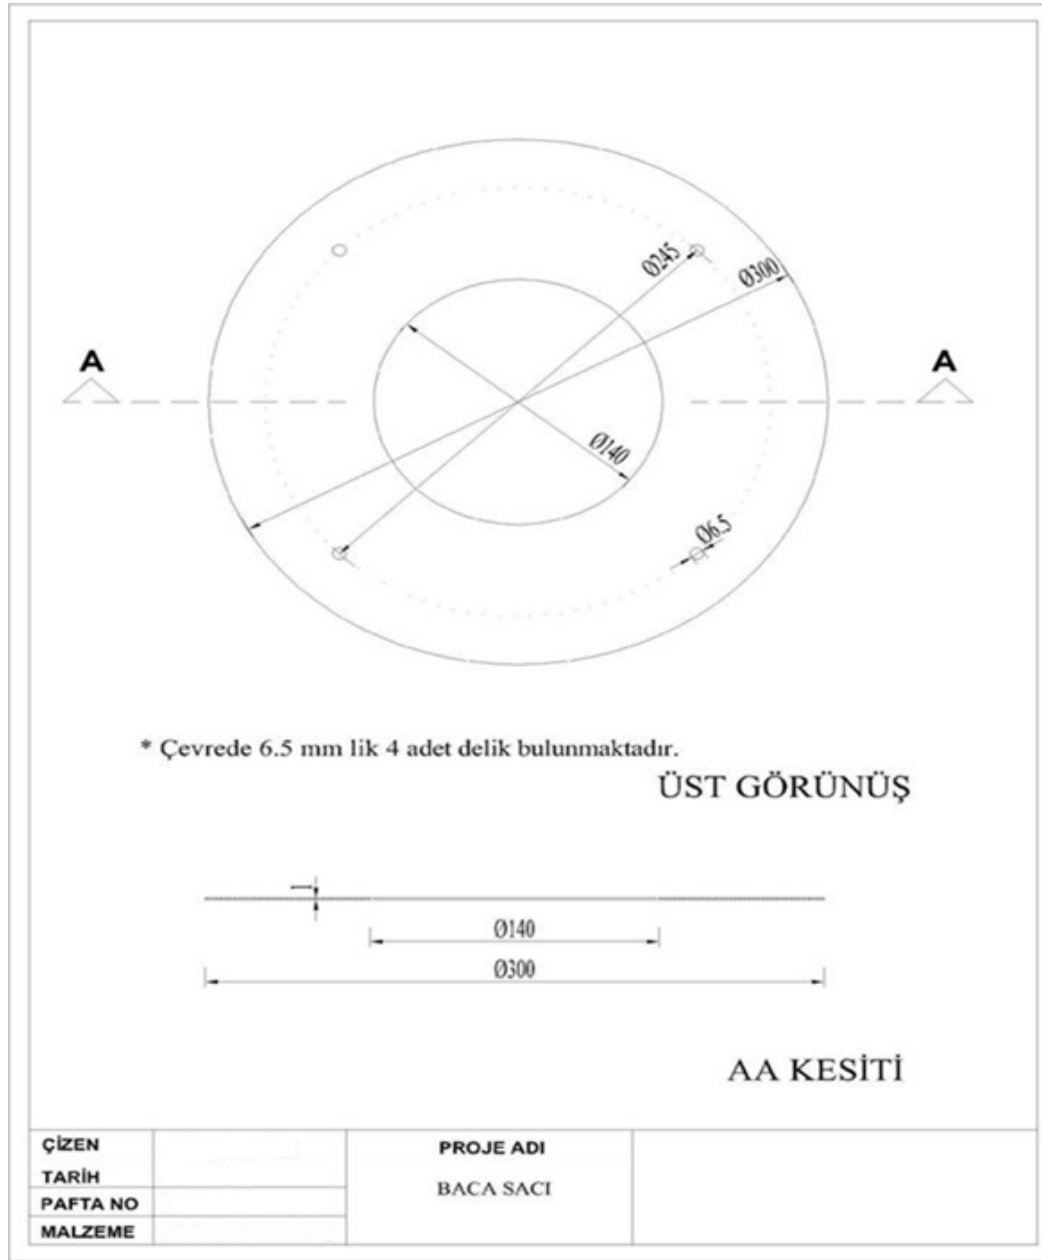 Ø245
Ø300
A
A
Ø140
Ø6.5
* Çevrede 6.5 mm lik 4 adet delik bulunmaktadır.
ÜST GÖRÜNÜŞ
1
Ø140
Ø300
AA KESİTİ
ÇİZEN
PROJE ADI
TARİH
BACA SACI
PAFTA NO
MALZEME